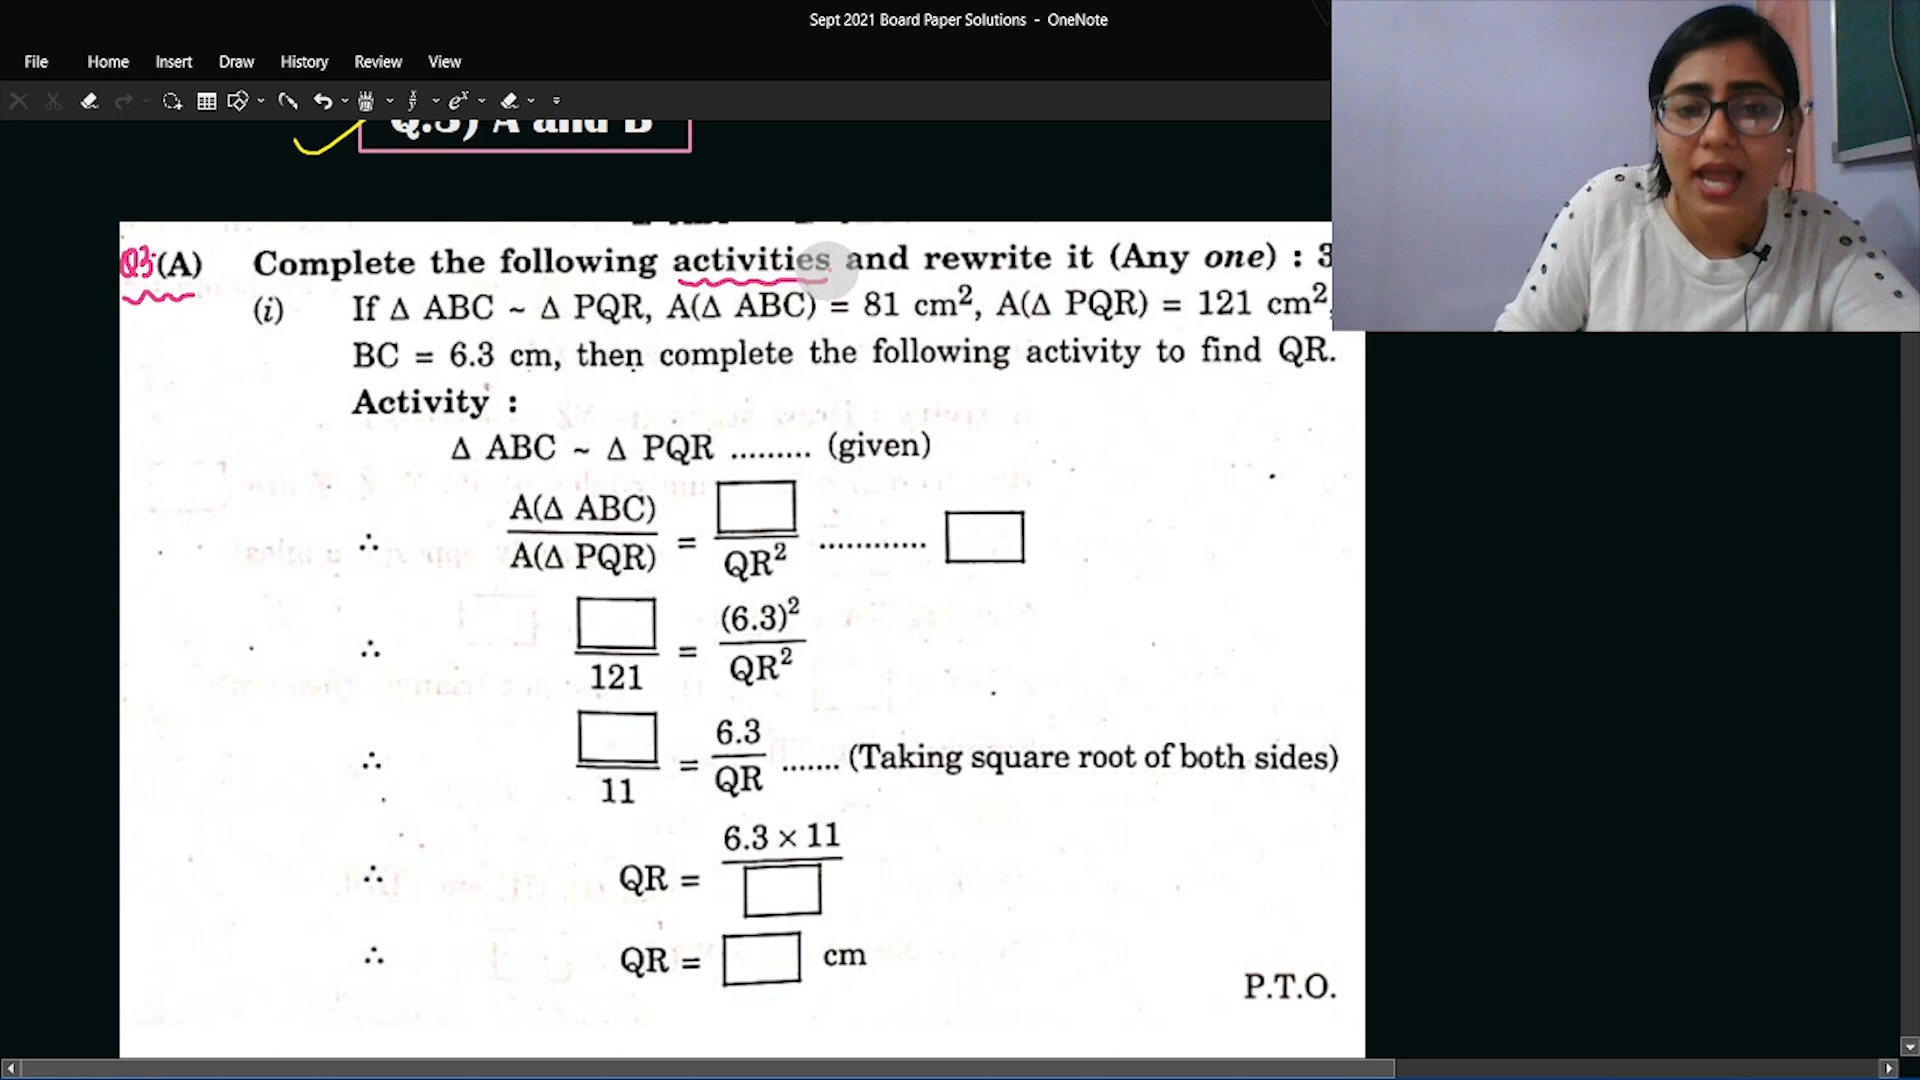 Sept 2021 Board Paper Solutions - OneNote
File Home Insert Draw History Review View
Q.3) A and B
Q3 (A) Complete the following activities and rewrite it (Any one) : 3
(i) If Δ ABC ~ Δ PQR, A(Δ ABC) = 81 cm², A(Δ PQR) = 121 cm²,
BC = 6.3 cm, then complete the following activity to find QR.
Activity :
Δ ABC ~ Δ PQR ......... (given)
∴ A(Δ ABC) / A(Δ PQR) = □ / QR² ............ □
∴ □ / 121 = (6.3)² / QR²
∴ □ / 11 = 6.3 / QR ....... (Taking square root of both sides)
∴ QR = 6.3 × 11 / □
∴ QR = □ cm
P.T.O.